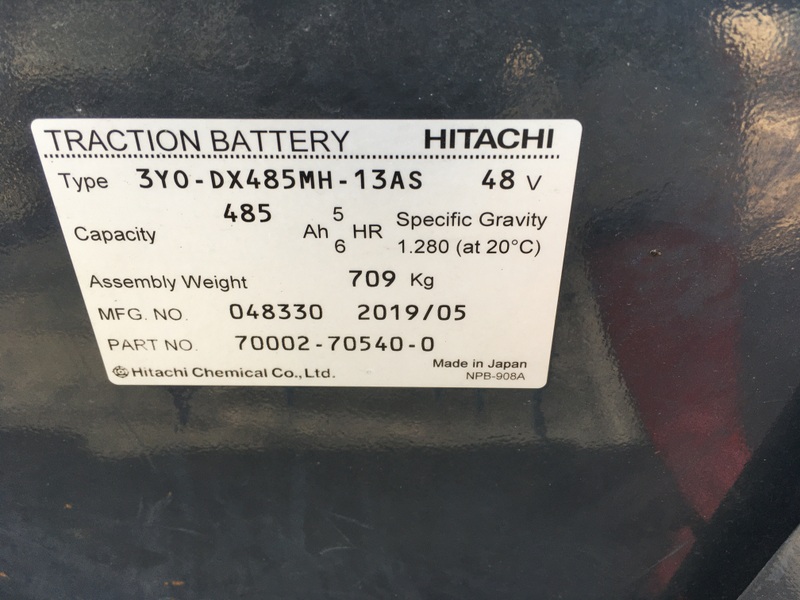 TRACTION BATTERY HITACHI
Type 3Y0-DX485MH-13AS 48 V
Capacity 485 Ah 5 HR Specific Gravity
6 1.280 (at 20°C)
Assembly Weight 709 Kg
MFG. NO. 048330 2019/05
PART NO. 70002-70540-0
Made in Japan
Hitachi Chemical Co., Ltd. NPB-908A